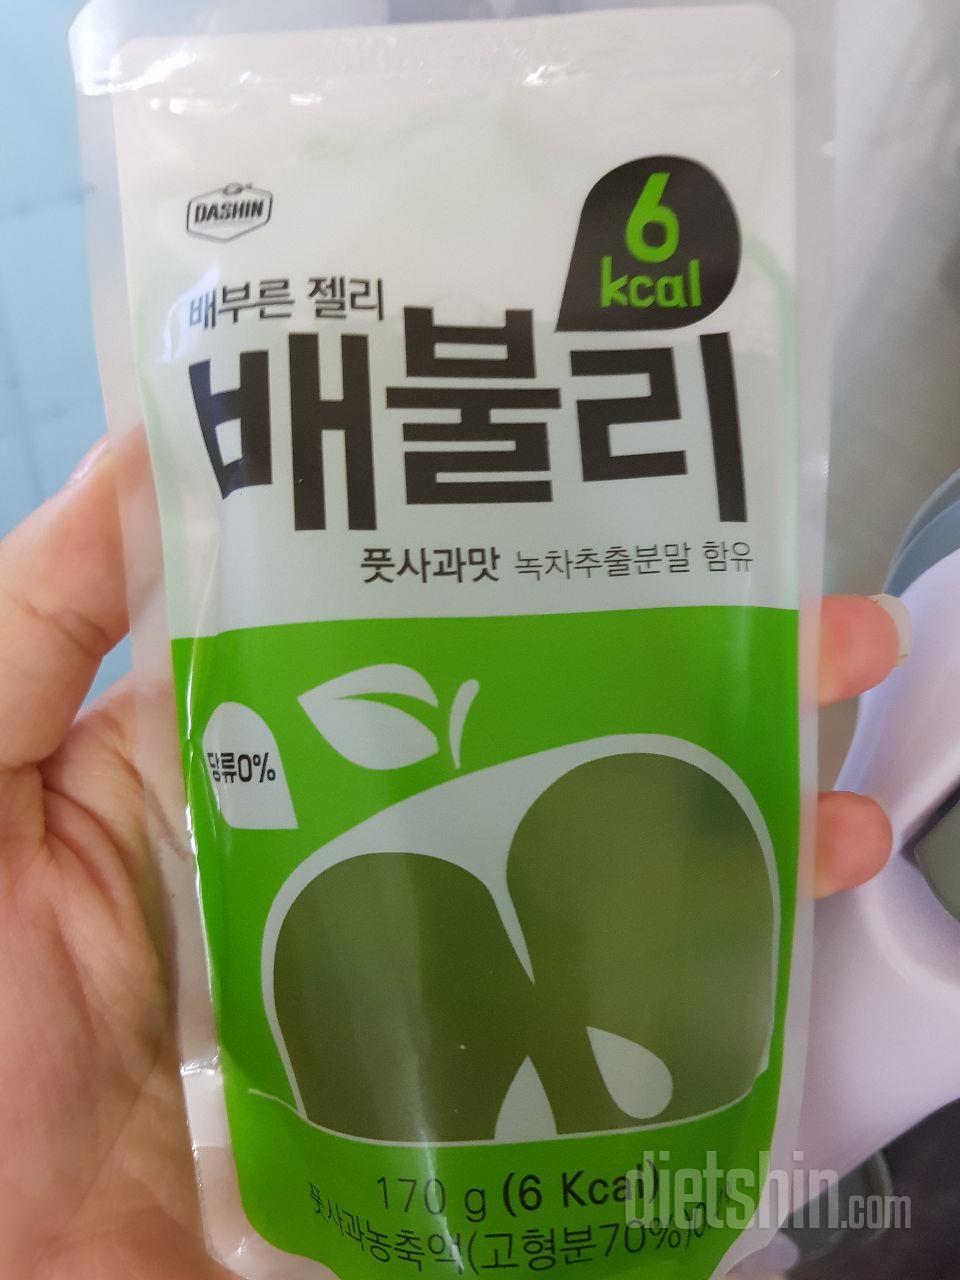 DASHIN
6
kcal
배부른 젤리
배불리
풋사과맛 녹차추출분말 함유
당류0%
170 g (6 Kcal)
풋사과농축액(고형분70%)
dietshin.com